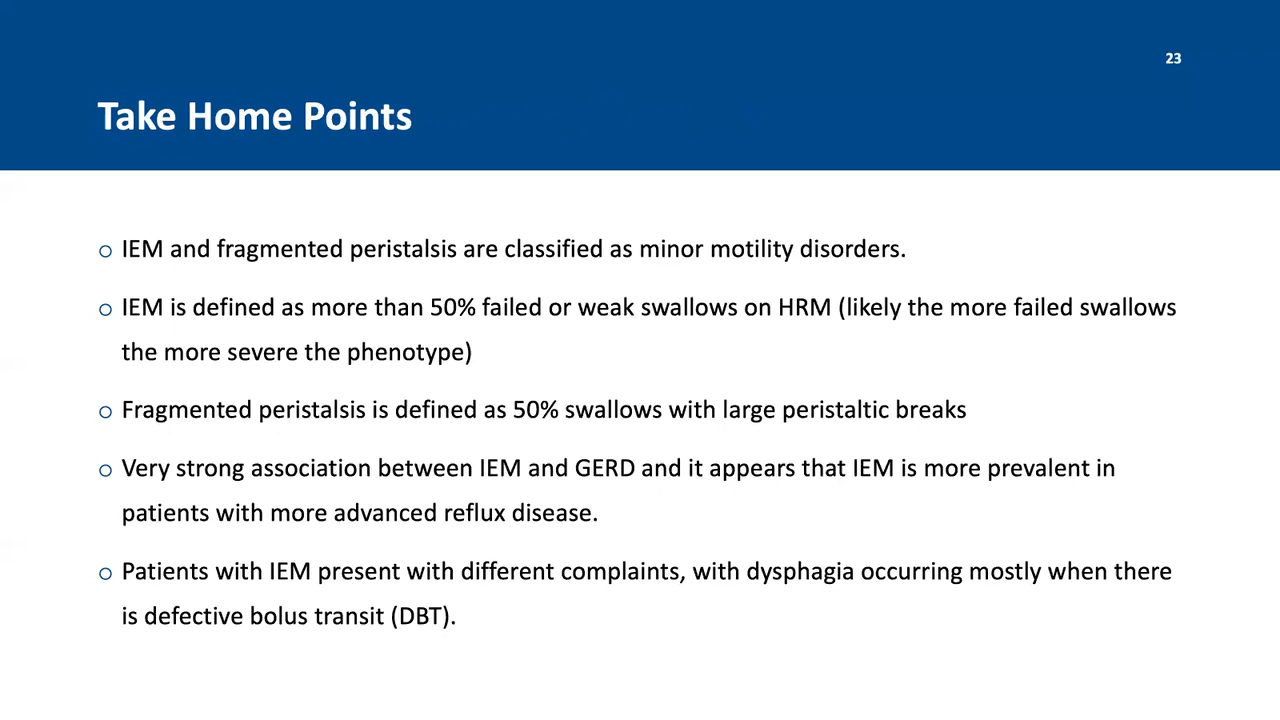 23
Take Home Points
o IEM and fragmented peristalsis are classified as minor motility disorders.
o IEM is defined as more than 50% failed or weak swallows on HRM (likely the more failed swallows
the more severe the phenotype)
o Fragmented peristalsis is defined as 50% swallows with large peristaltic breaks
o Very strong association between IEM and GERD and it appears that IEM is more prevalent in
patients with more advanced reflux disease.
o Patients with IEM present with different complaints, with dysphagia occurring mostly when there
is defective bolus transit (DBT).